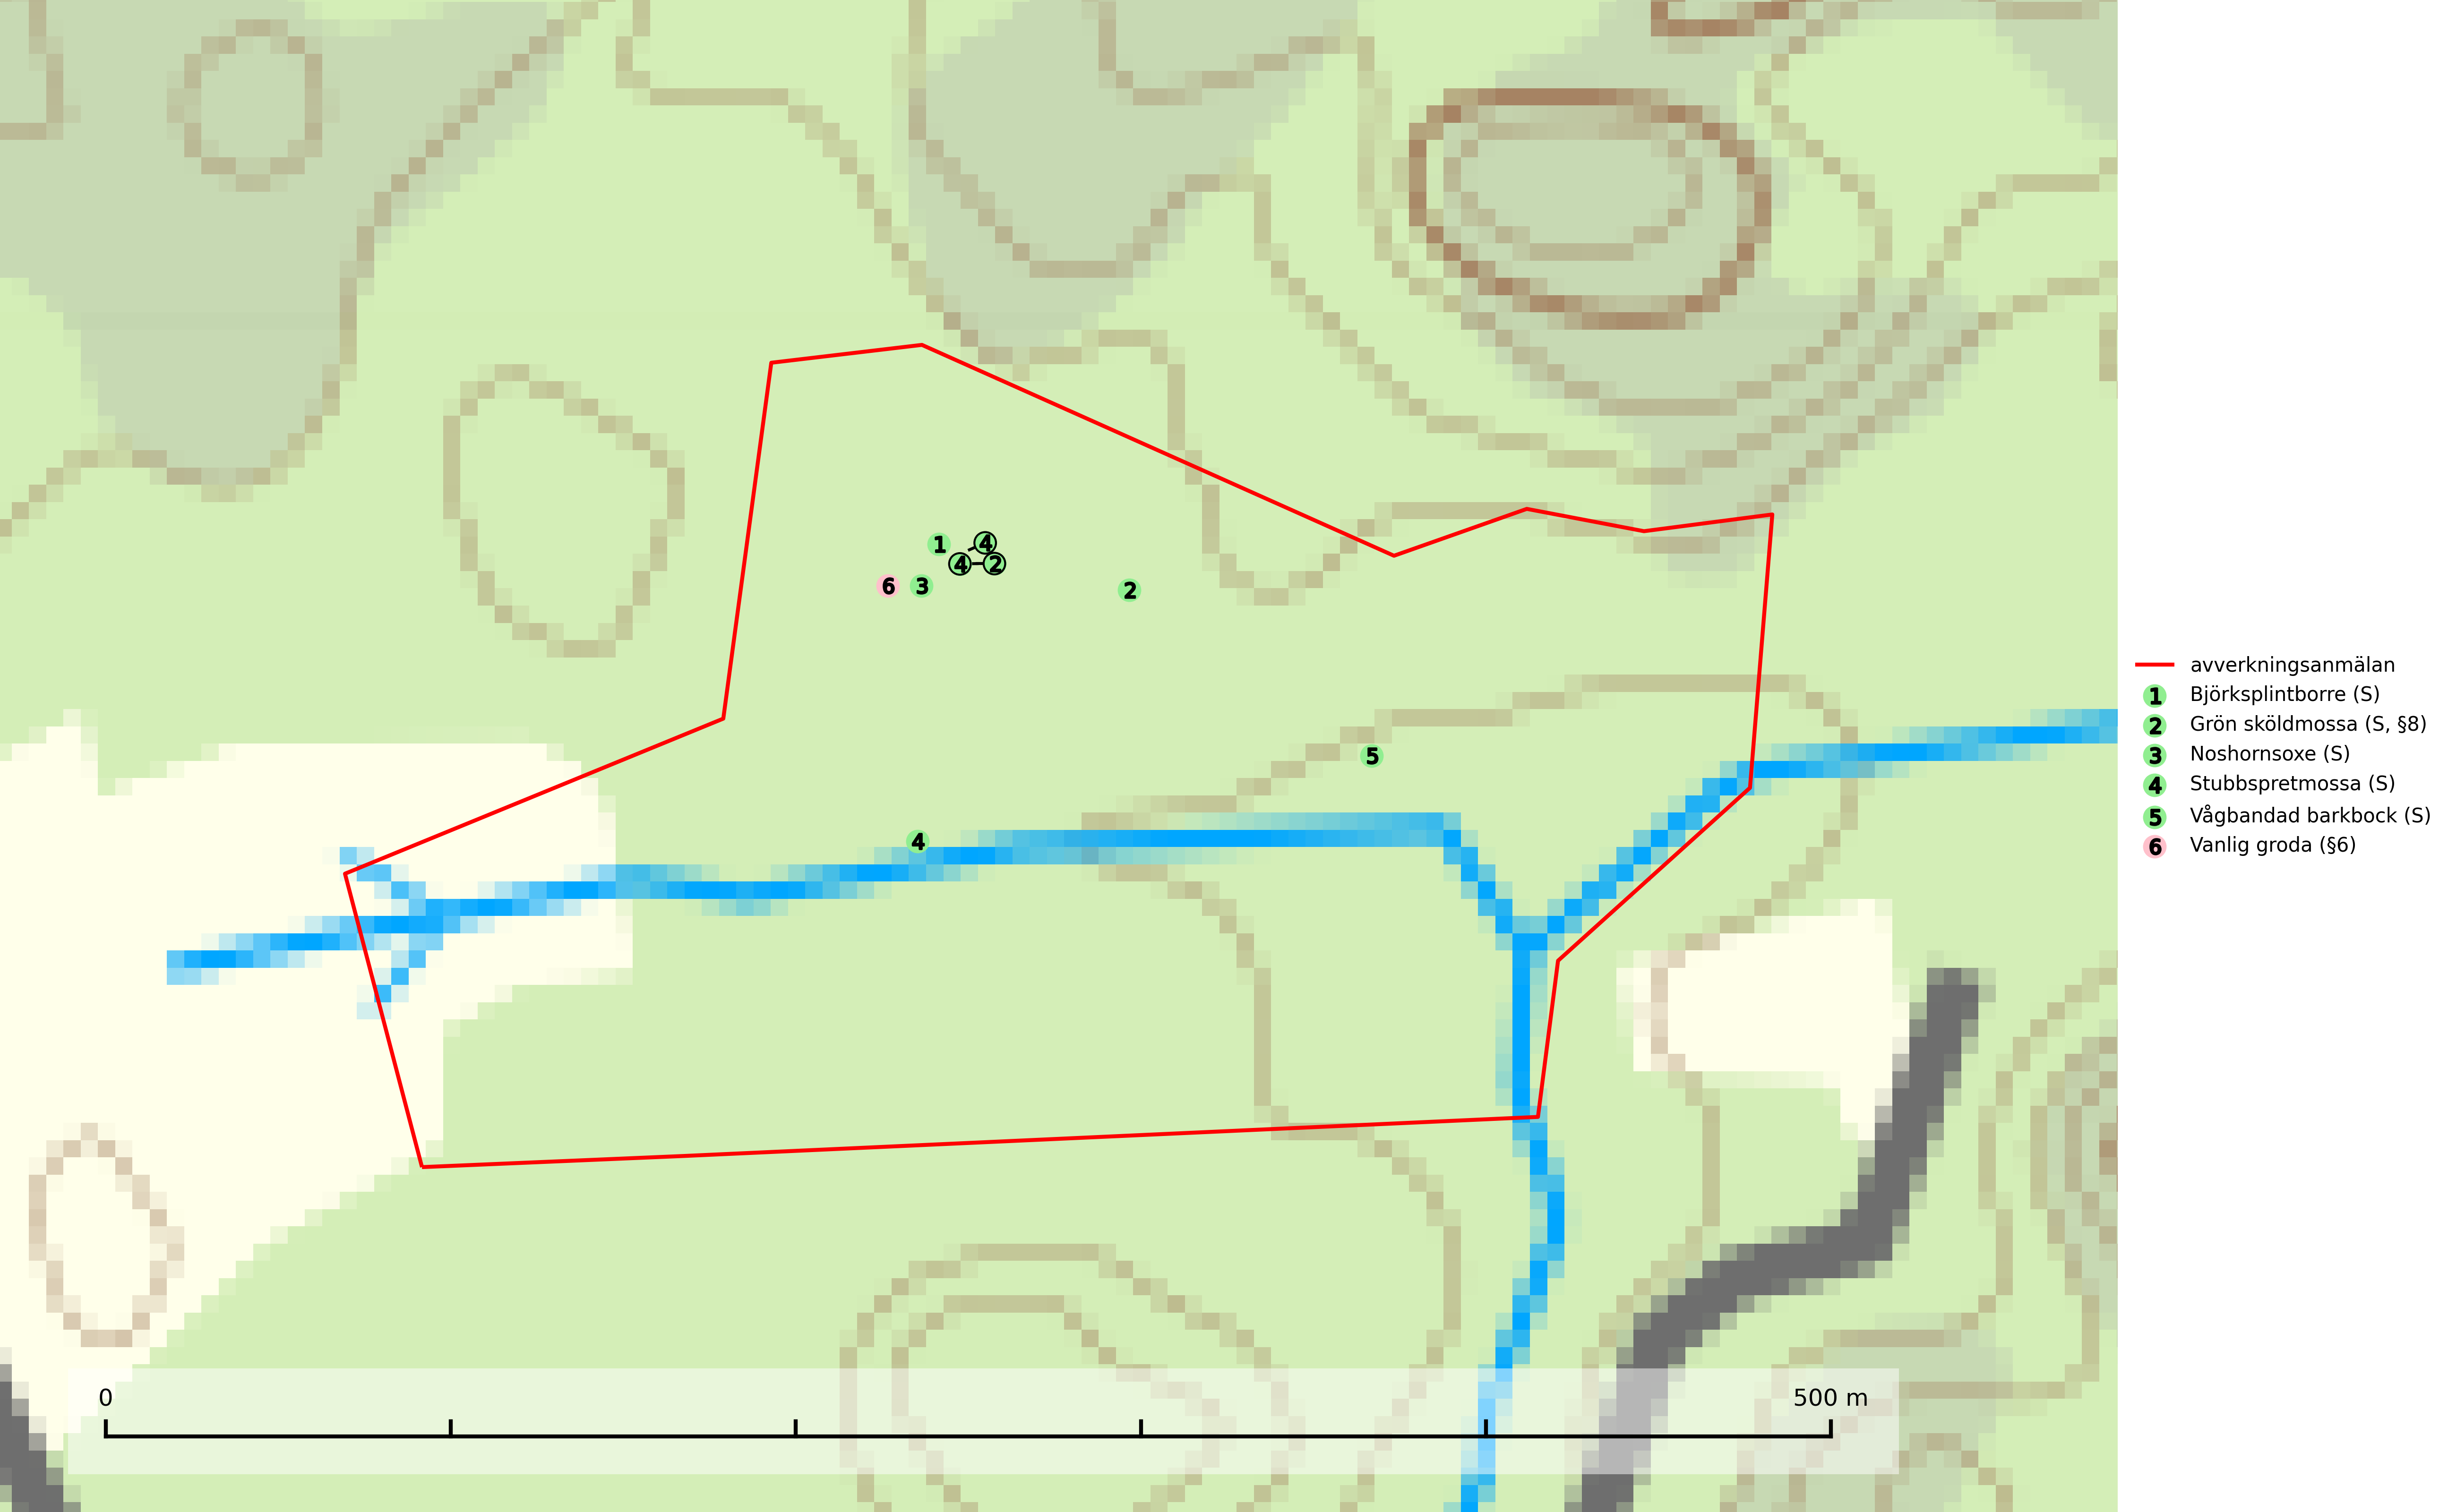 1
4
4
2
6
3
2
5
4
avverkningsanmälan
1 Björksplintborre (S)
2 Grön sköldmossa (S, §8)
3 Noshornsoxe (S)
4 Stubbspretmossa (S)
5 Vågbandad barkbock (S)
6 Vanlig groda (§6)
0 500 m